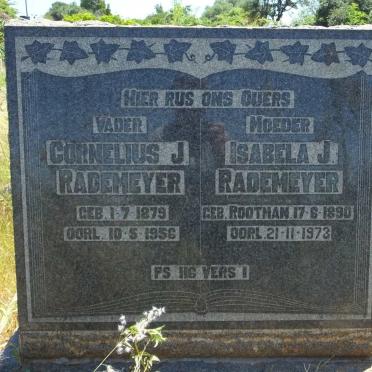 HIER RUS ONS OUERS
VADER MOEDER
CORNELIUS J. ISABELA J.
RADEMEYER RADEMEYER
GEB. 1-7-1879 GEB. ROOTMAN 17-6-1890
OORL. 10-5-1956 OORL. 21-11-1973
PS 116 VERS 1